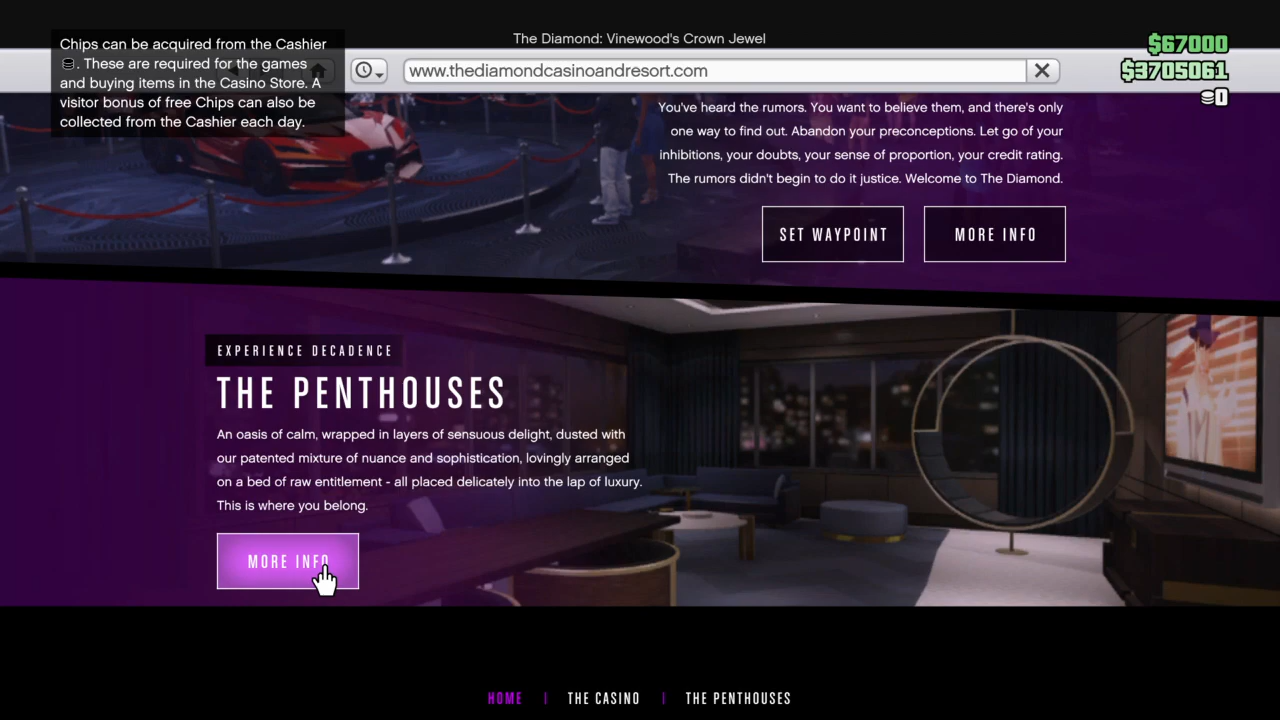 Chips can be acquired from the Cashier
. These are required for the games
and buying items in the Casino Store. A
visitor bonus of free Chips can also be
collected from the Cashier each day.
The Diamond: Vinewood's Crown Jewel
www.thediamondcasinoandresort.com
$67000
$3705061
0
You've heard the rumors. You want to believe them, and there's only
one way to find out. Abandon your preconceptions. Let go of your
inhibitions, your doubts, your sense of proportion, your credit rating.
The rumors didn't begin to do it justice. Welcome to The Diamond.
SET WAYPOINT
MORE INFO
EXPERIENCE DECADENCE
THE PENTHOUSES
An oasis of calm, wrapped in layers of sensuous delight, dusted with
our patented mixture of nuance and sophistication, lovingly arranged
on a bed of raw entitlement - all placed delicately into the lap of luxury.
This is where you belong.
MORE INFO
HOME | THE CASINO | THE PENTHOUSES